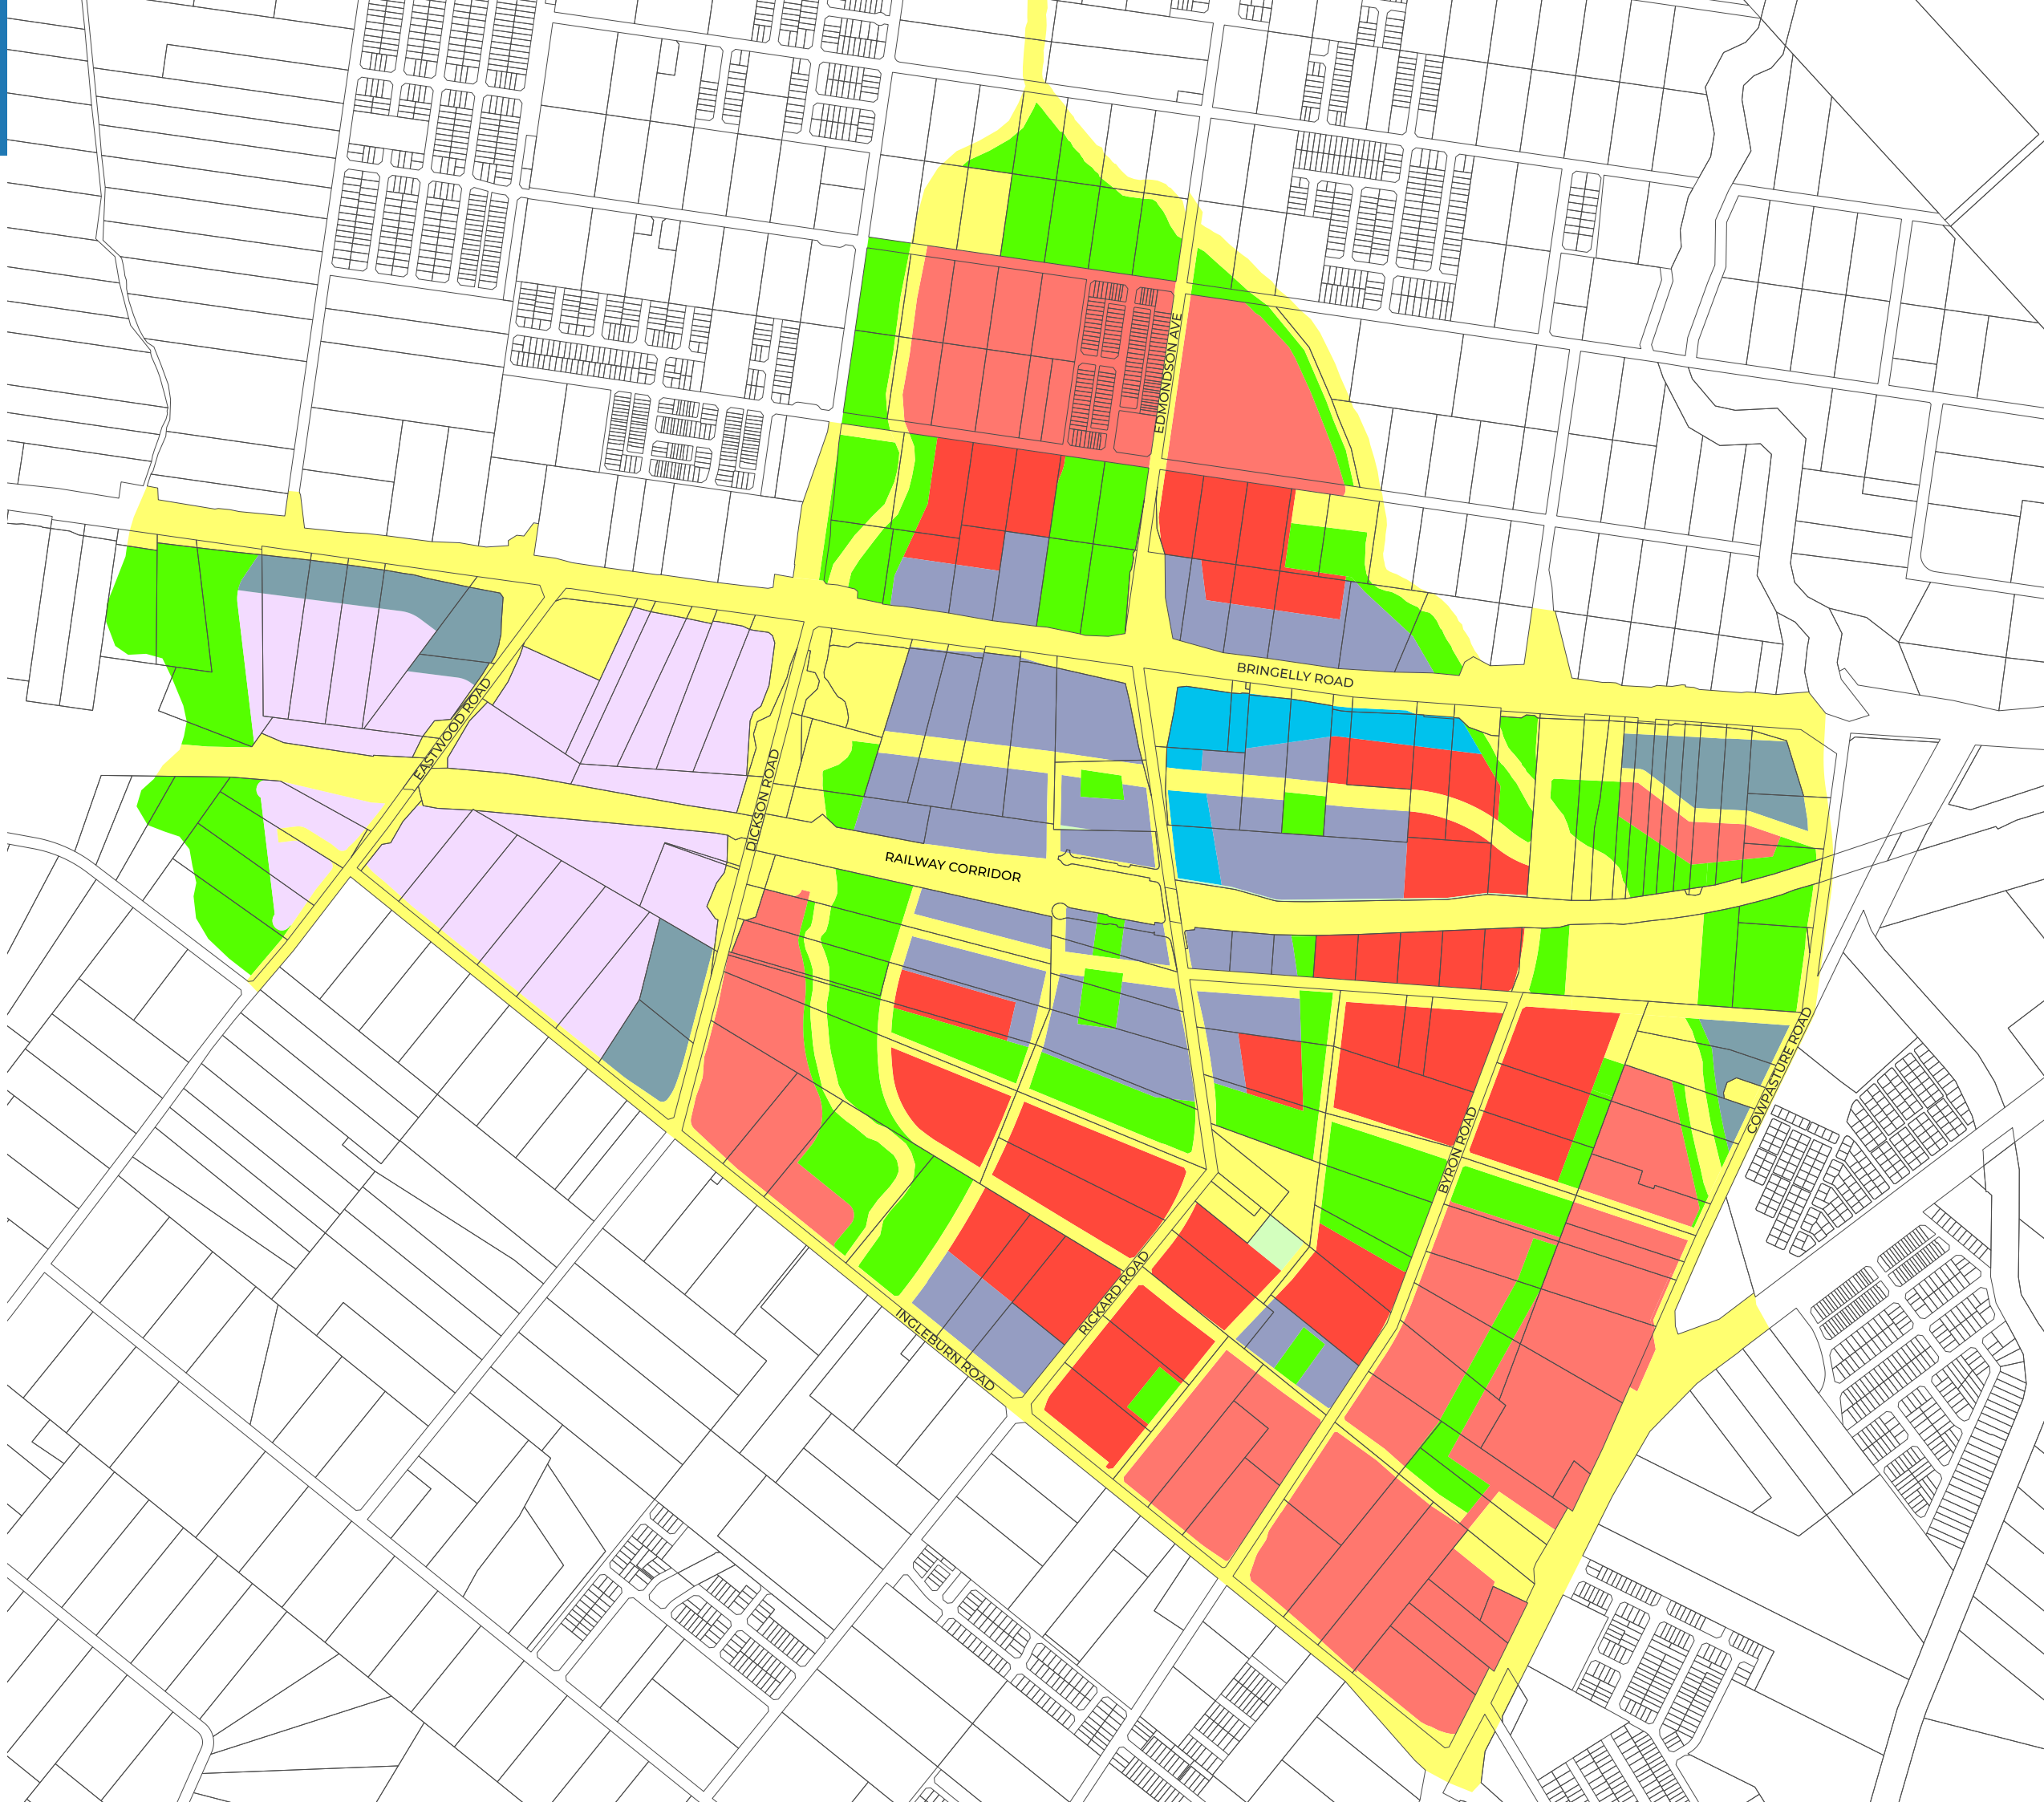 EDMONDSON AVE
BRINGELLY ROAD
EASTWOOD ROAD
DICKSON ROAD
RAILWAY CORRIDOR
COWPASTURE ROAD
BYRON ROAD
RICKARD ROAD
INGLEBURN ROAD